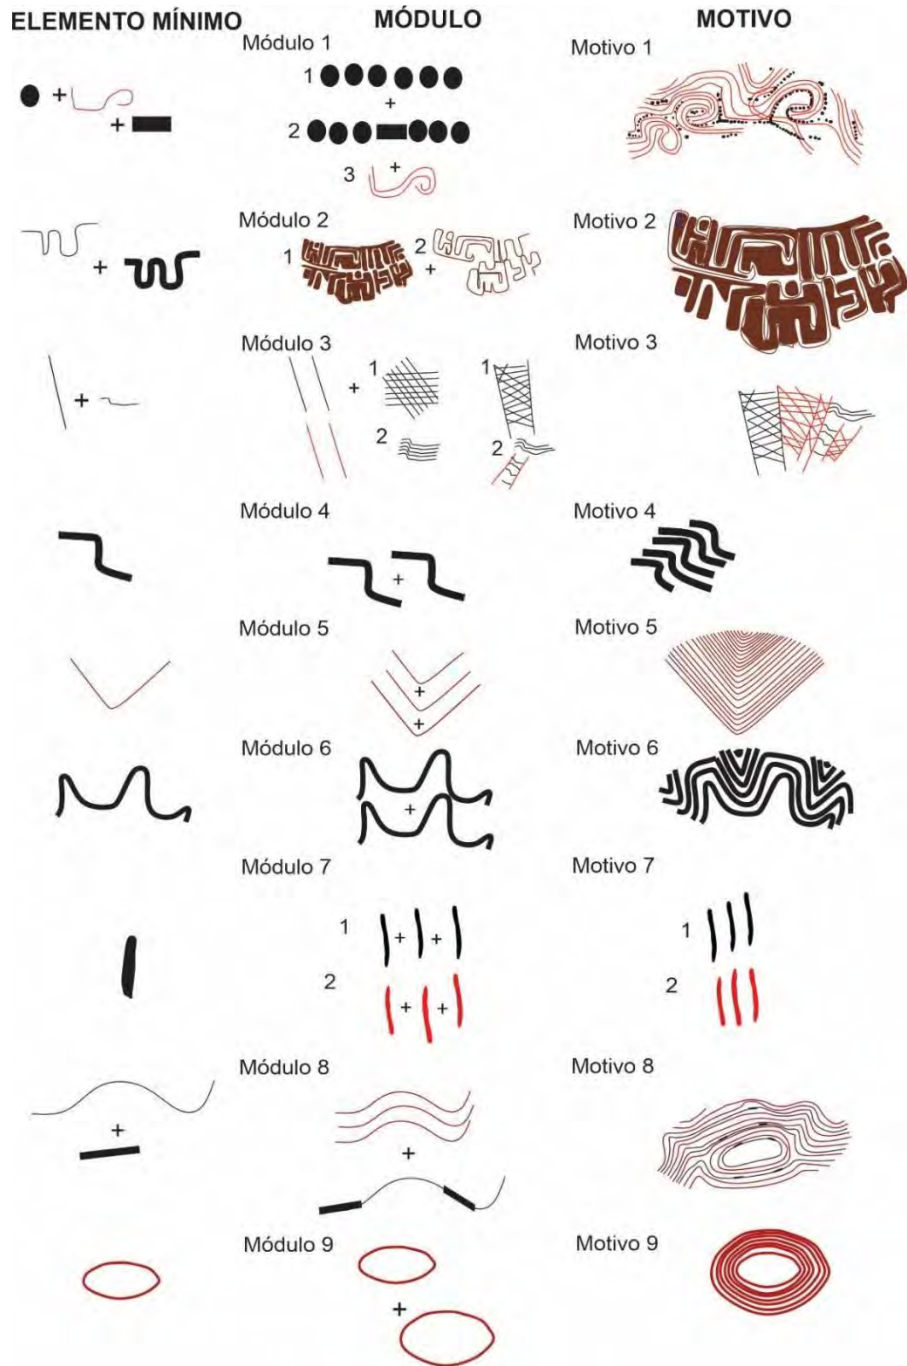 ELEMENTO MÍNIMO MÓDULO MOTIVO
Módulo 1 Motivo 1
1
+
+
+
2
+
3
Módulo 2 Motivo 2
1 + 2
+
Módulo 3 Motivo 3
+ + 1 1
2 2
Módulo 4 Motivo 4
+
Módulo 5 Motivo 5
+
+
Módulo 6 Motivo 6
+
Módulo 7 Motivo 7
1 + + 1
2 + + 2
Módulo 8 Motivo 8
+
+
Módulo 9 Motivo 9
+